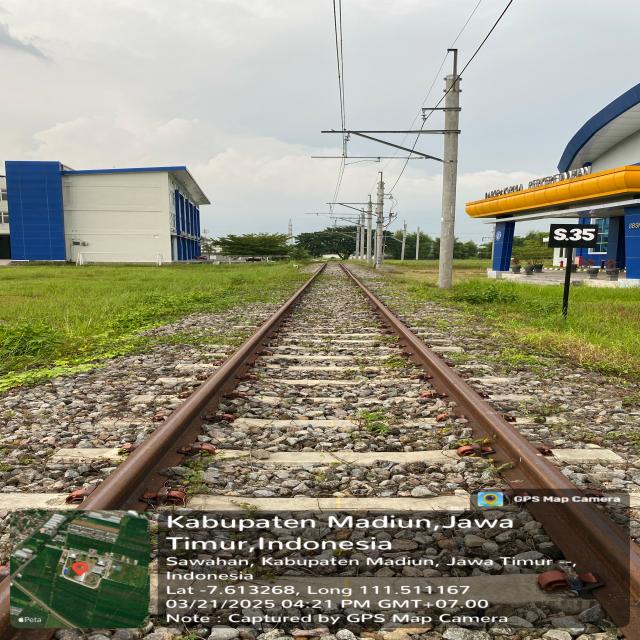 S.35
GPS Map Camera
Kabupaten Madiun,Jawa
Timur,Indonesia
Sawahan, Kabupaten Madiun, Jawa Timur --,
Indonesia
Lat -7.613268, Long 111.511167
03/21/2025 04:21 PM GMT+07.00
Note : Captured by GPS Map Camera
Peta